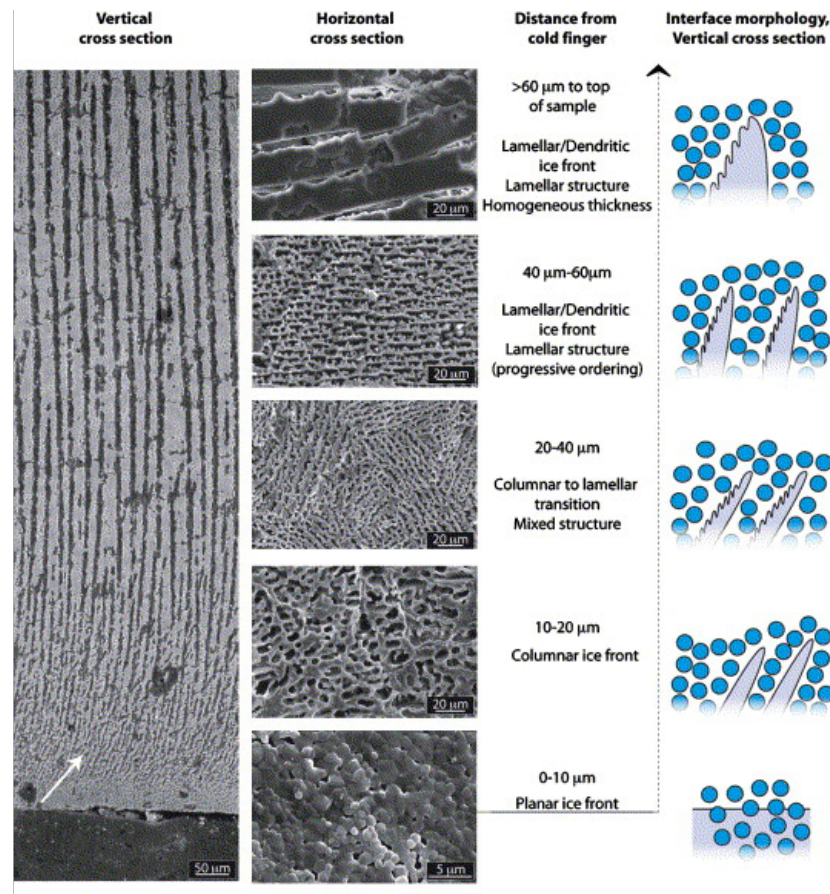 Vertical
cross section
Horizontal
cross section
Distance from
cold finger
Interface morphology,
Vertical cross section
>60 µm to top
of sample
Lamellar/Dendritic
ice front
Lamellar structure
Homogeneous thickness
20 µm
40 µm-60µm
Lamellar/Dendritic
ice front
Lamellar structure
(progressive ordering)
20 µm
20-40 µm
Columnar to lamellar
transition
Mixed structure
20 µm
10-20 µm
Columnar ice front
20 µm
0-10 µm
Planar ice front
50 µm
5 µm